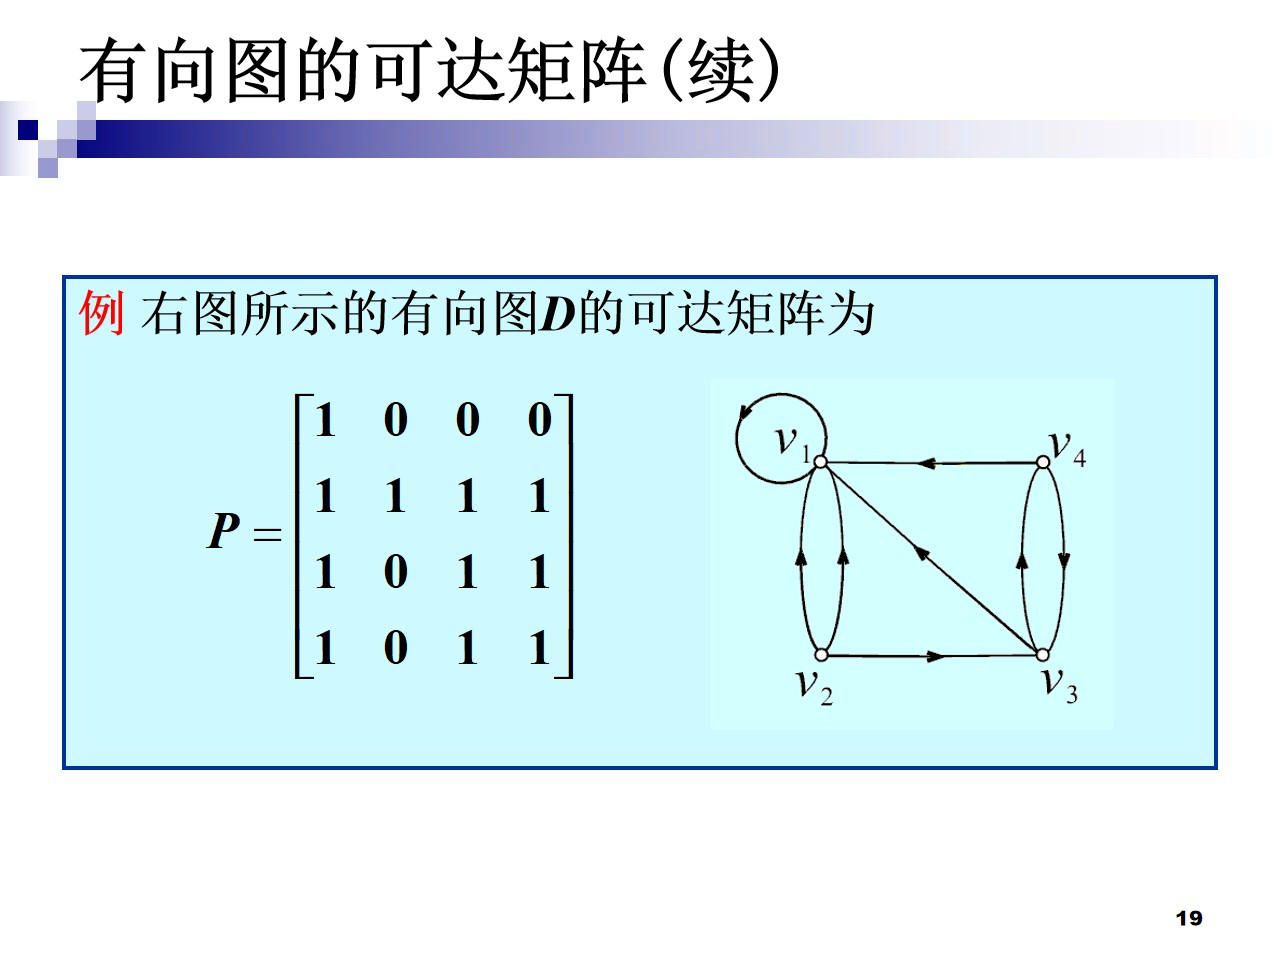 有向图的可达矩阵(续)
例 右图所示的有向图D的可达矩阵为
P =
1 0 0 0
1 1 1 1
1 0 1 1
1 0 1 1
v1
v4
v2
v3
19